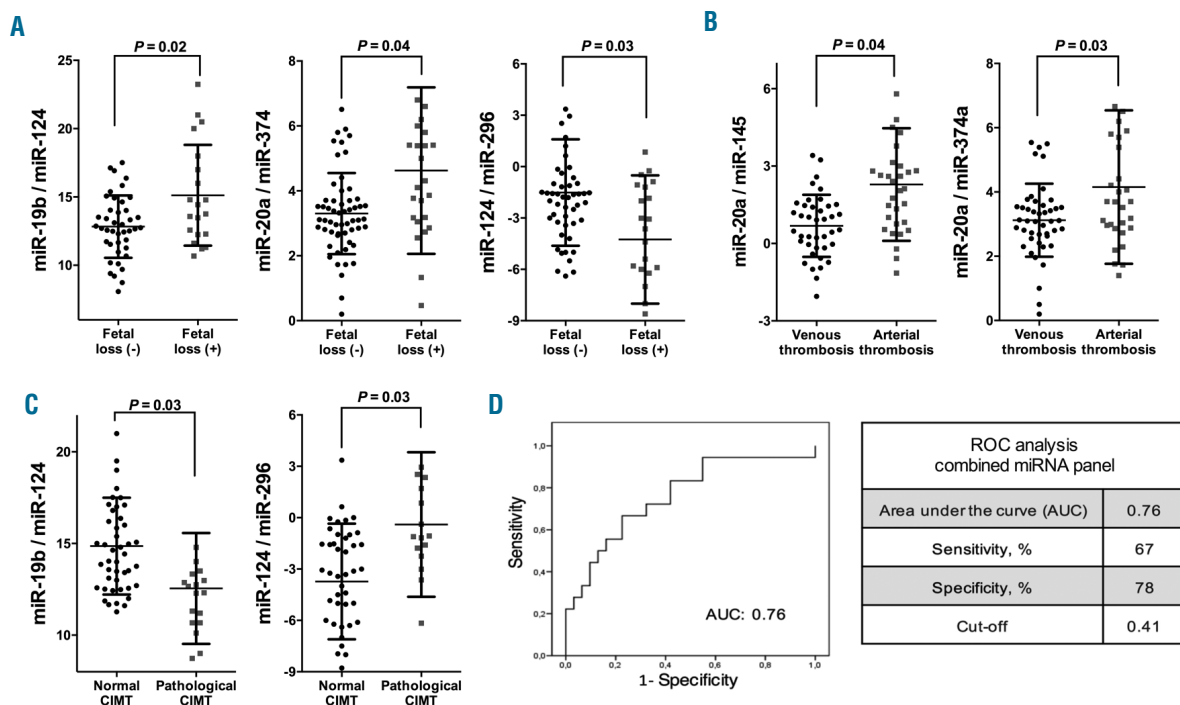 A
P = 0.02
miR-19b / miR-124
25
20
15
10
Fetal
loss (-)
Fetal
loss (+)
P = 0.04
miR-20a / miR-374
8
6
4
2
0
Fetal
loss (-)
Fetal
loss (+)
P = 0.03
miR-124 / miR-296
6
3
0
-3
-6
-9
Fetal
loss (-)
Fetal
loss (+)
B
P = 0.04
miR-20a / miR-145
6
3
0
-3
Venous
thrombosis
Arterial
thrombosis
P = 0.03
miR-20a / miR-374a
8
6
4
2
0
Venous
thrombosis
Arterial
thrombosis
C
P = 0.03
miR-19b / miR-124
20
15
10
Normal
CIMT
Pathological
CIMT
P = 0.03
miR-124 / miR-296
6
3
0
-3
-6
-9
Normal
CIMT
Pathological
CIMT
D
Sensitivity
1,0
0,8
0,6
0,4
0,2
0,0
AUC: 0.76
0,0 0,2 0,4 0,6 0,8 1,0
1- Specificity
ROC analysis
combined miRNA panel
Area under the curve (AUC) 0.76
Sensitivity, % 67
Specificity, % 78
Cut-off 0.41